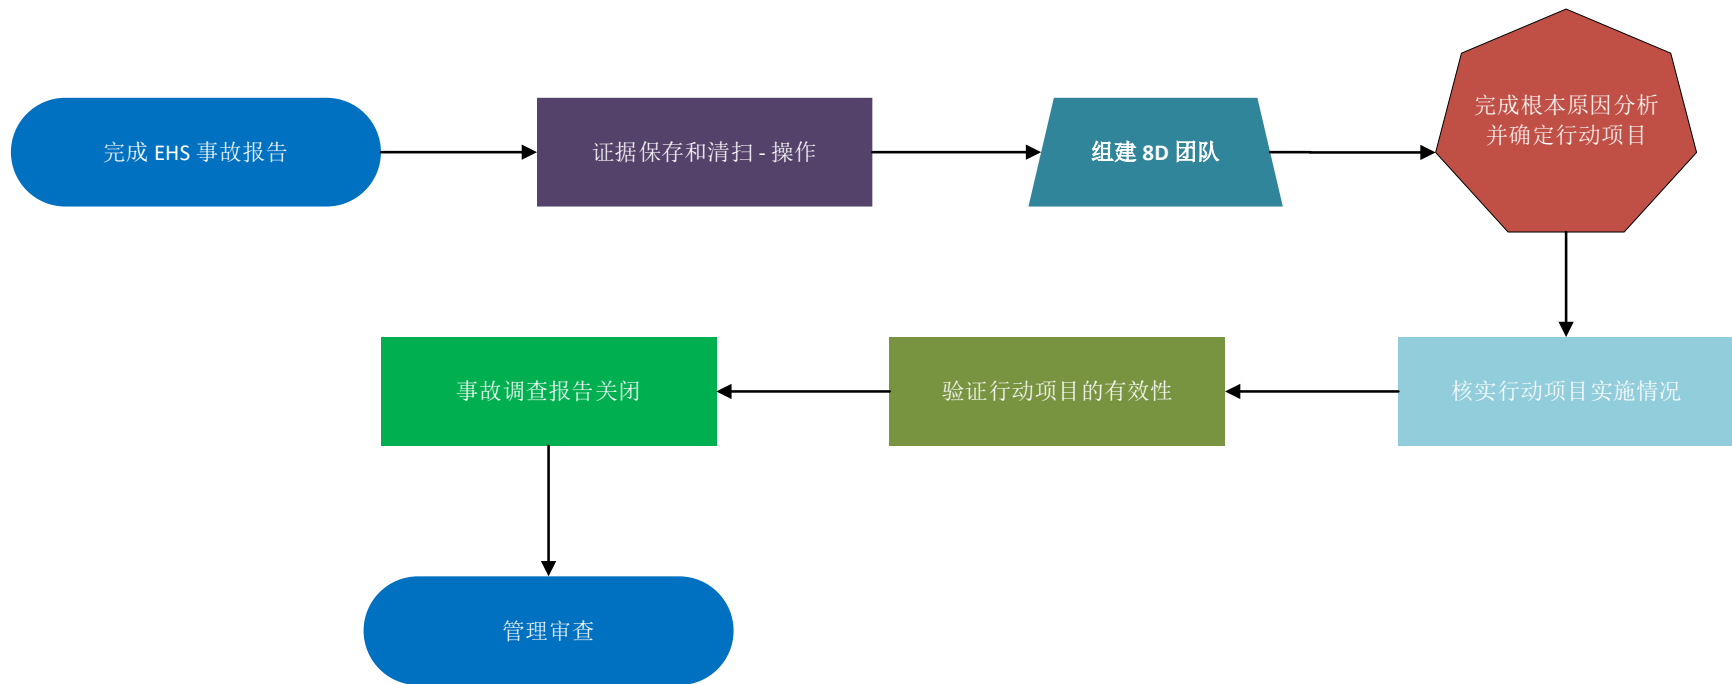 完成 EHS 事故报告
证据保存和清扫 - 操作
组建 8D 团队
完成根本原因分析
并确定行动项目
核实行动项目实施情况
验证行动项目的有效性
事故调查报告关闭
管理审查